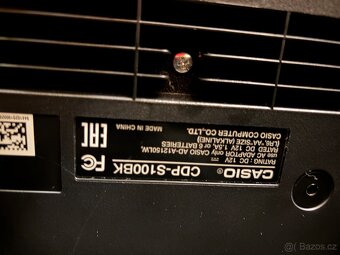 CASIO®
CDP-S100BK
RATING: DC 12V ⎓
USE AC ADAPTOR CASIO AD-A12150LW,
RATED DC 12V 1.5A, only or 6 BATTERIES
(LR6, "AA"SIZE (ALKALINE))
CASIO COMPUTER CO.,LTD.
MADE IN CHINA
FC
EAC
Bazos.cz